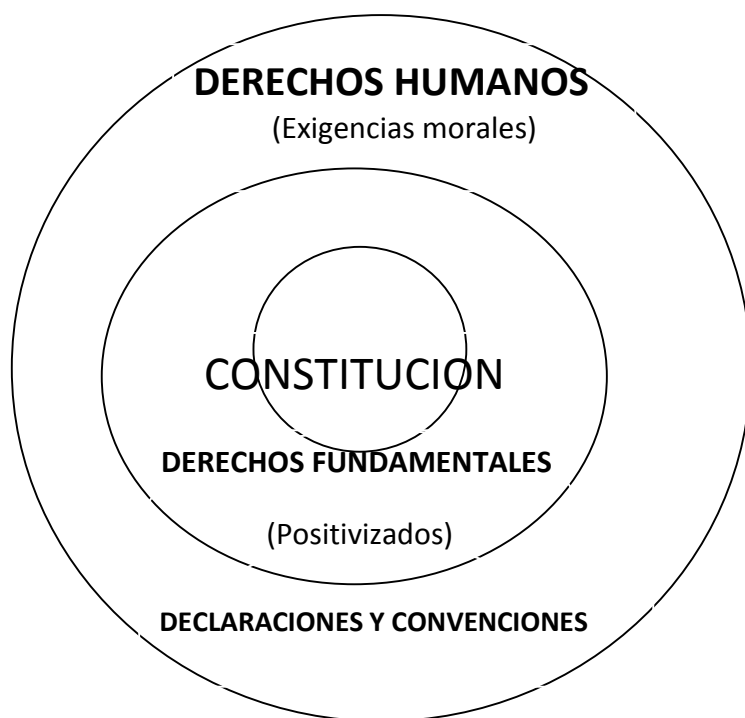 DERECHOS HUMANOS
(Exigencias morales)
CONSTITUCION
DERECHOS FUNDAMENTALES
(Positivizados)
DECLARACIONES Y CONVENCIONES